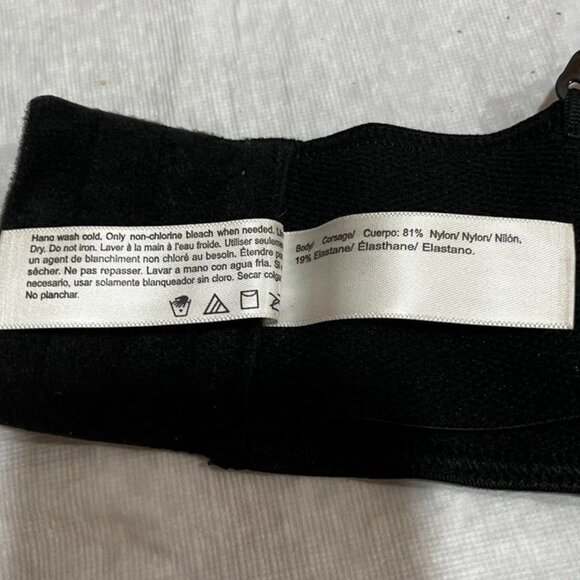 Hand wash cold. Only non-chlorine bleach when needed.
Dry. Do not iron. Laver à la main à l'eau froide. Utiliser
un agent de blanchiment non chloré au besoin. Étendre
sécher. Ne pas repasser. Lavar a mano con agua fria.
necesario, usar solamente blanqueador sin cloro. Secar
No planchar.
Body/ Corsage/ Cuerpo: 81% Nylon/ Nylon/ Nilón,
19% Elastane/ Élasthane/ Elastano.